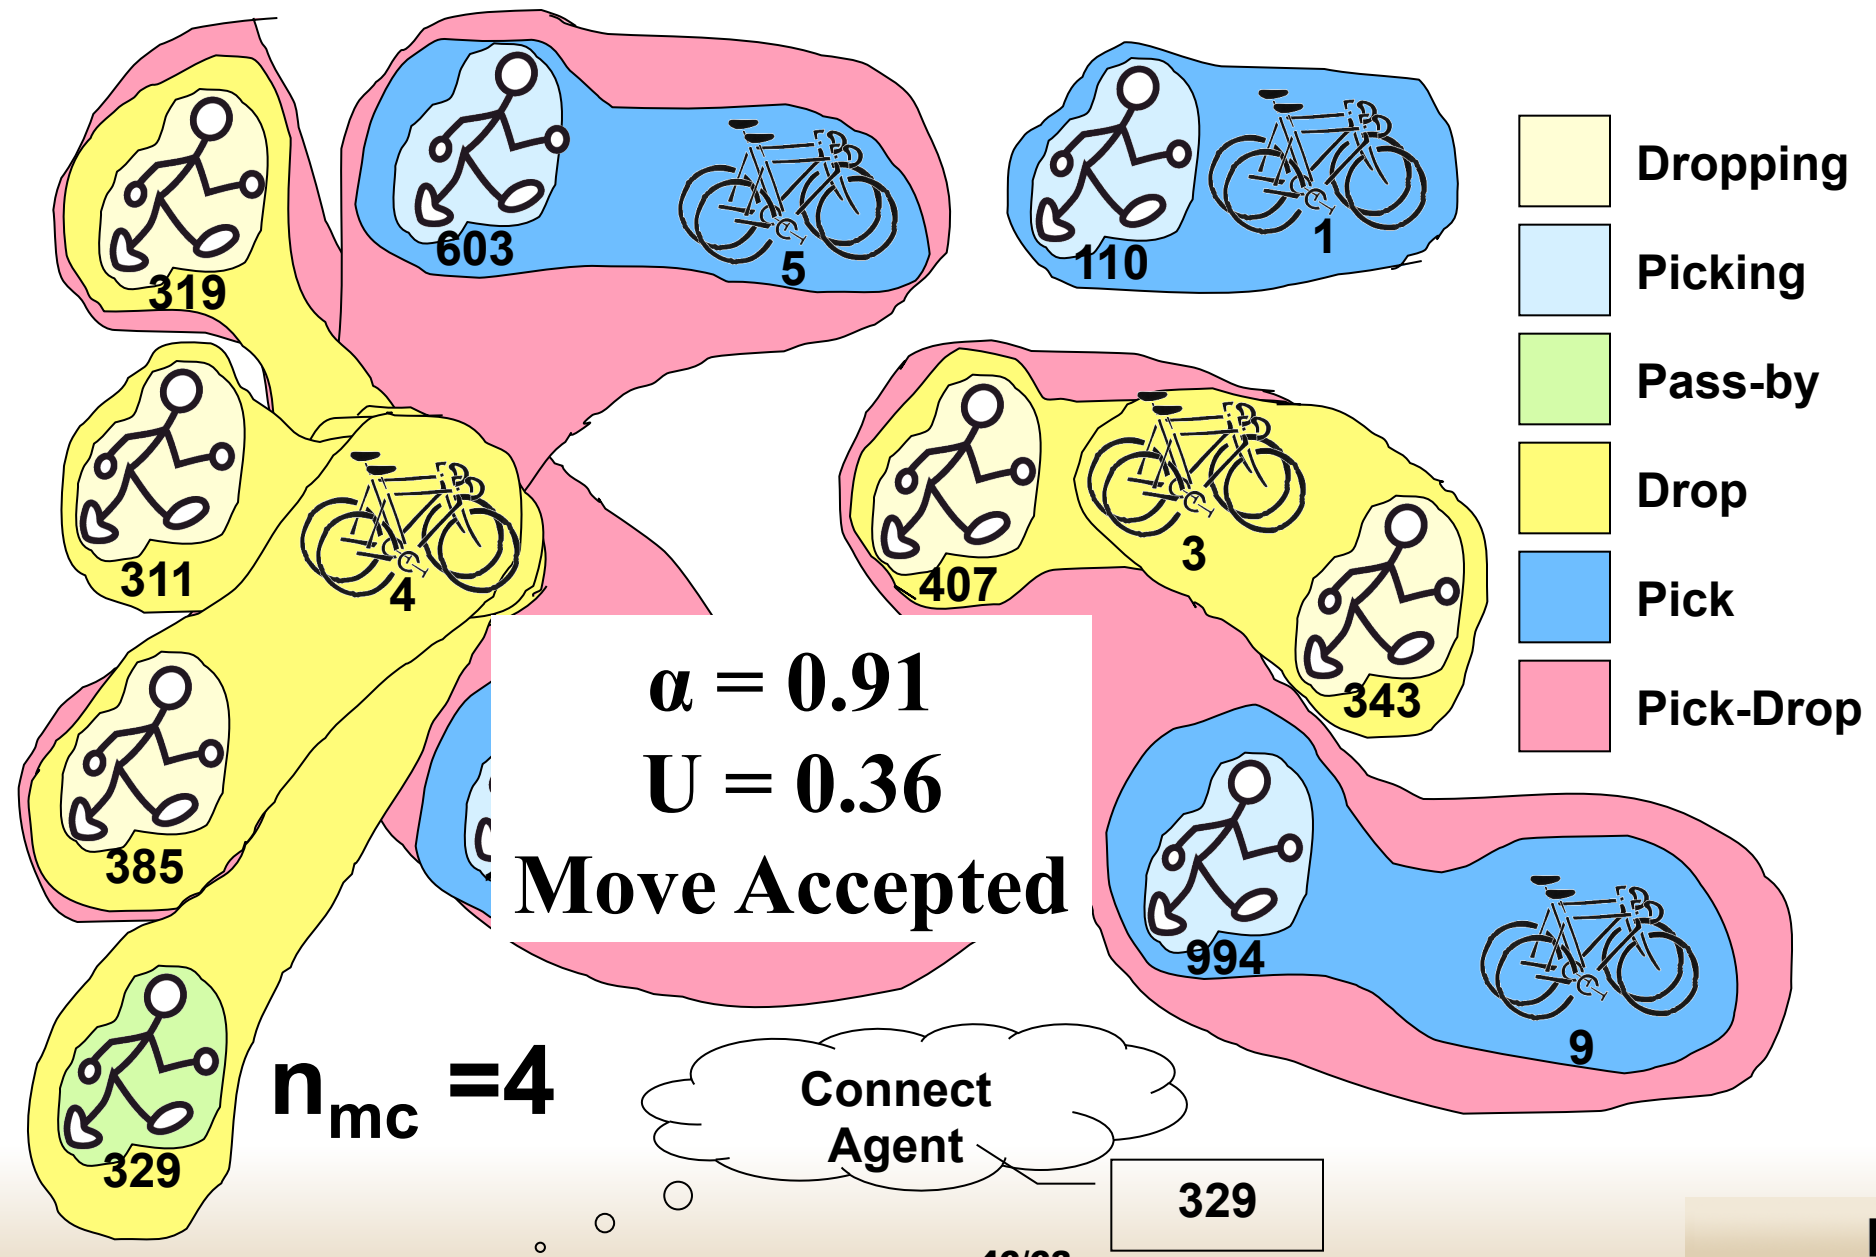 319
603
5
110
1
Dropping
Picking
Pass-by
Drop
Pick
Pick-Drop
311
4
407
3
343
385
α = 0.91
U = 0.36
Move Accepted
994
9
329
nmc =4
Connect
Agent
329